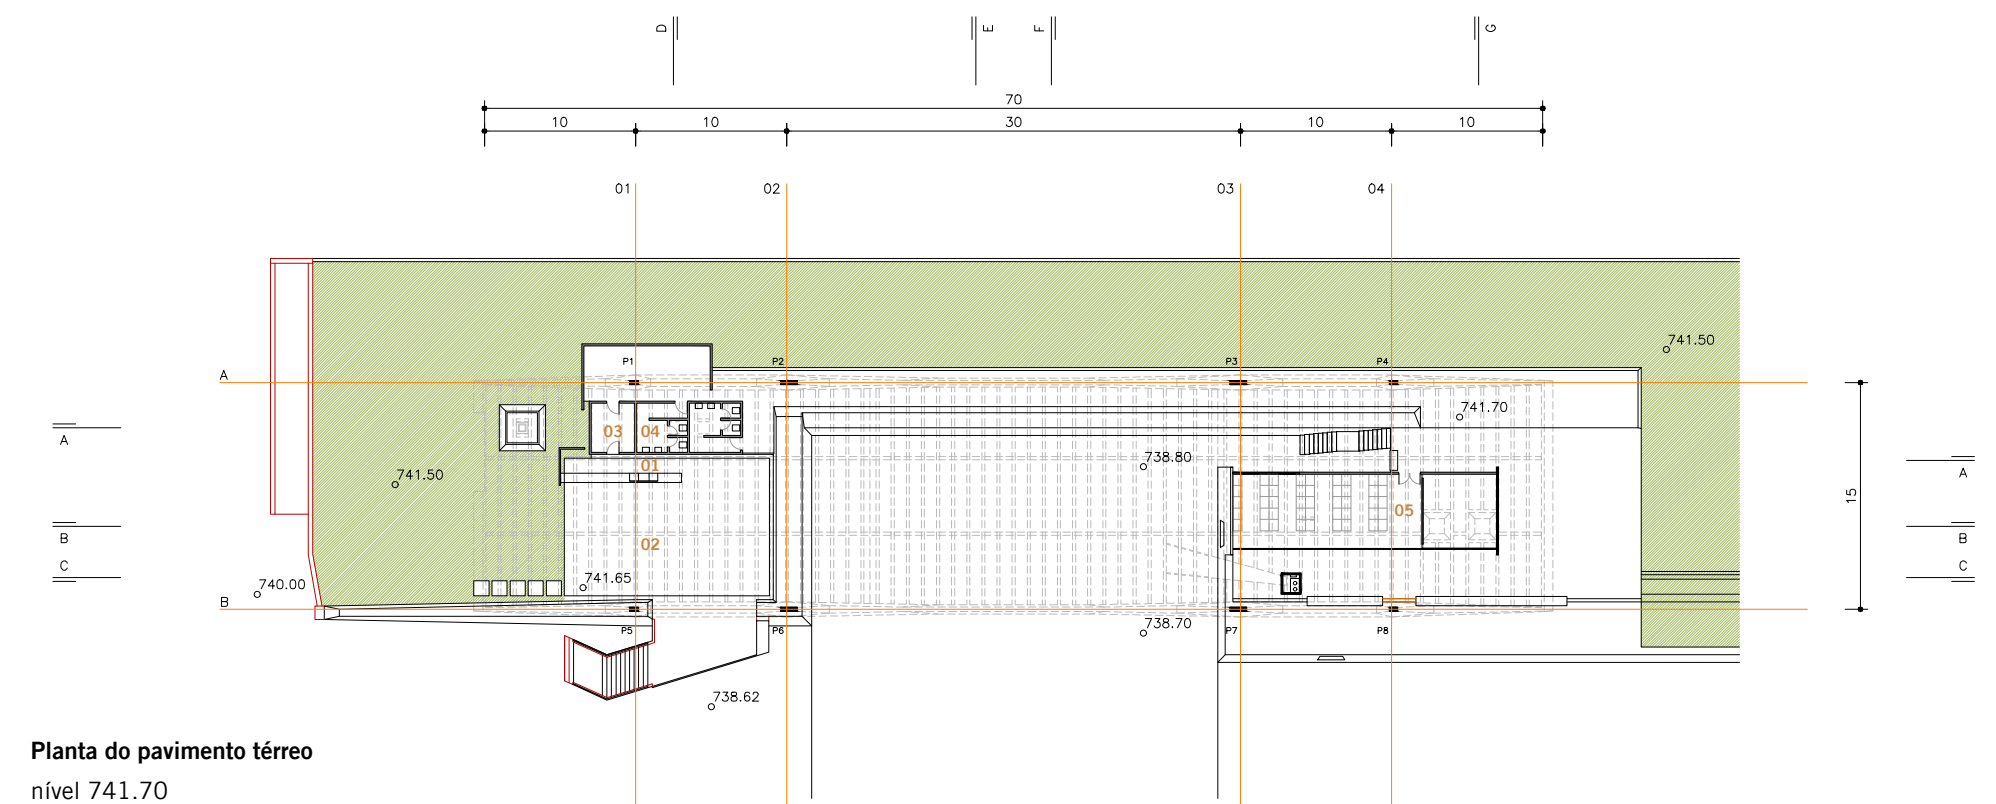 D E F G
70
10 10 30 10 10
01 02 03 04
741.50
P1 P2 P3 P4
A A
741.70
A 03 04 A
01 738.80
741.50
05 15
B 02 B
C 741.65 C
740.00
B
738.70
P5 P6 P7 P8
738.62
Planta do pavimento térreo
nível 741.70